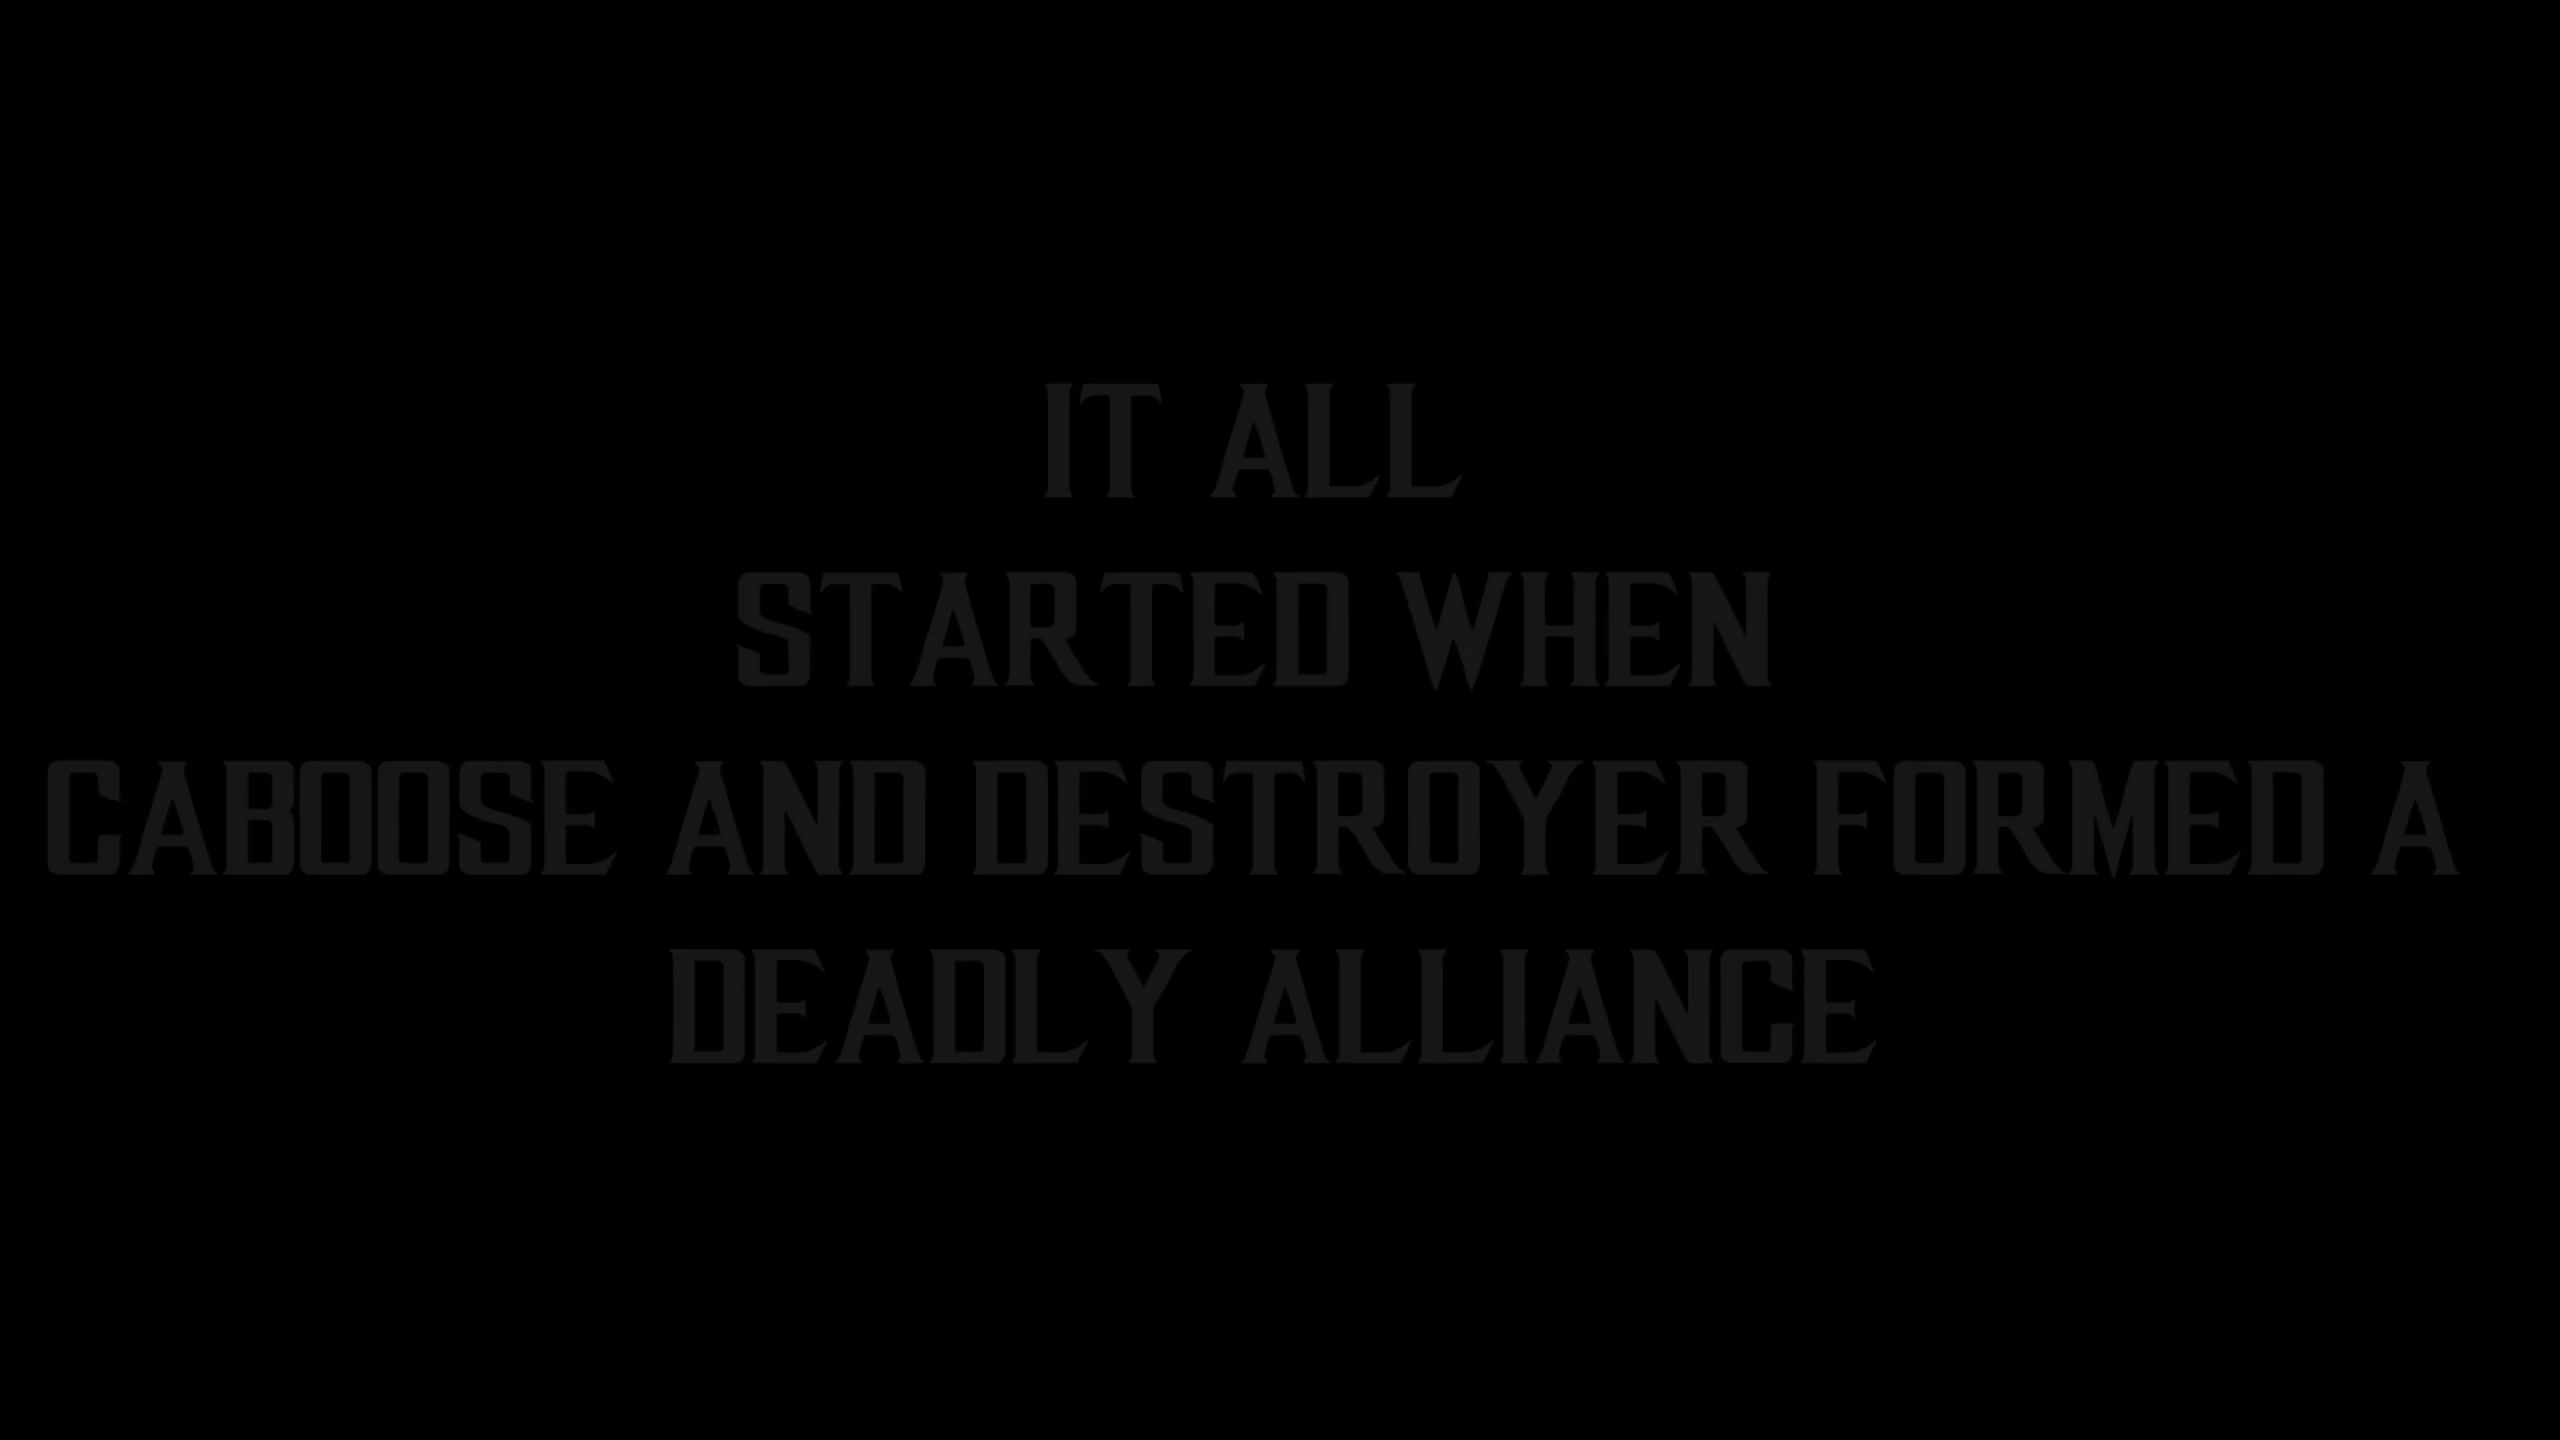 IT ALL
STARTED WHEN
CABOOSE AND DESTROYER FORMED A
DEADLY ALLIANCE